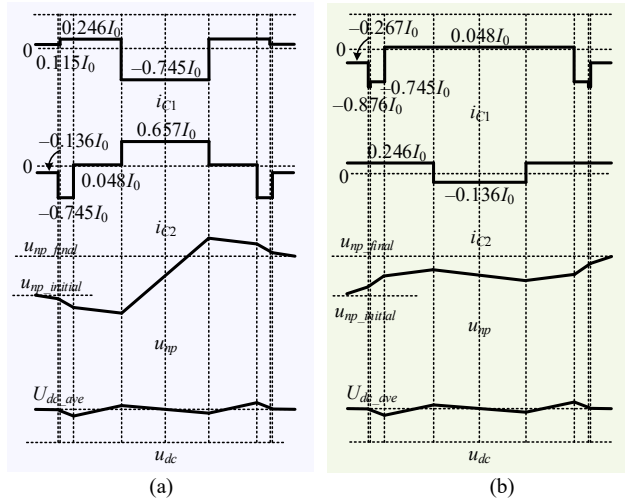 0.246I0
0
0.115I0
−0.745I0
iC1
−0.136I0
0.657I0
0
0.048I0
−0.745I0
iC2
unp_final
unp_initial
unp
Udc_ave
udc
(a)
−0.267I0
0.048I0
0
−0.745I0
−0.876I0
iC1
0.246I0
0
−0.136I0
iC2
unp_final
unp_initial
unp
Udc_ave
udc
(b)